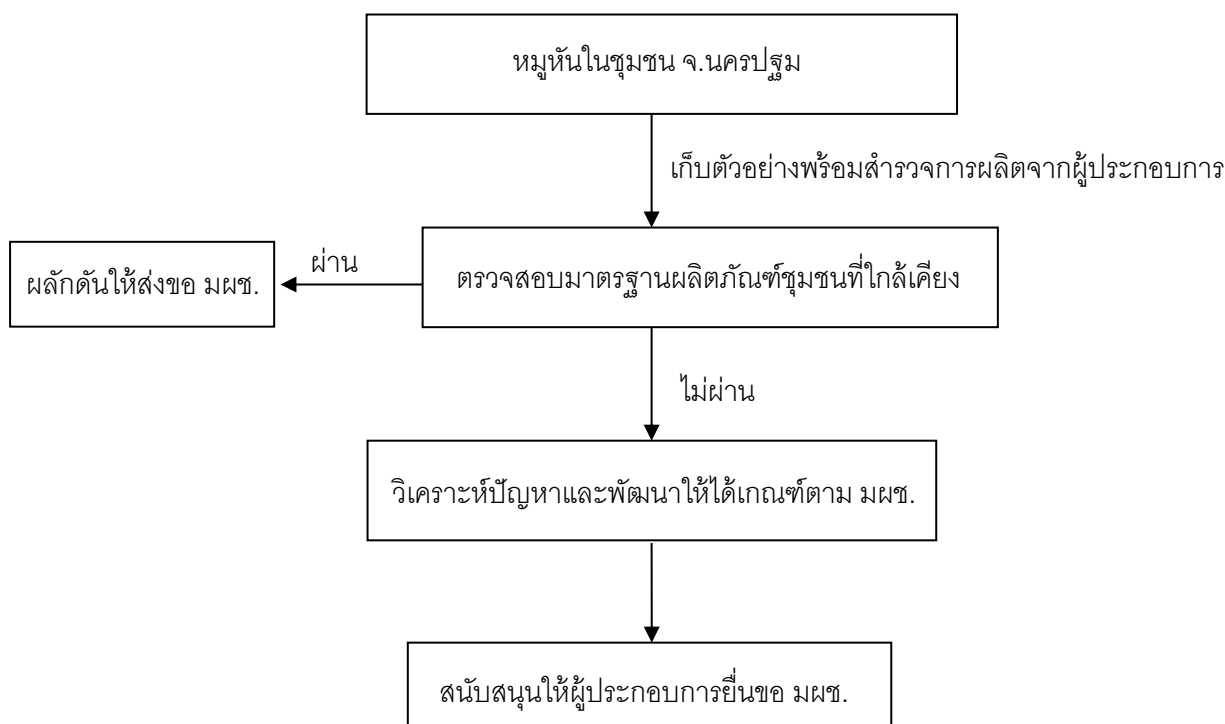 หมูหันในชุมชน จ.นครปฐม
เก็บตัวอย่างพร้อมสำรวจการผลิตจากผู้ประกอบการ
ตรวจสอบมาตรฐานผลิตภัณฑ์ชุมชนที่ใกล้เคียง
ผ่าน
ผลักดันให้ส่งขอ มผช.
ไม่ผ่าน
วิเคราะห์ปัญหาและพัฒนาให้ได้เกณฑ์ตาม มผช.
สนับสนุนให้ผู้ประกอบการยื่นขอ มผช.